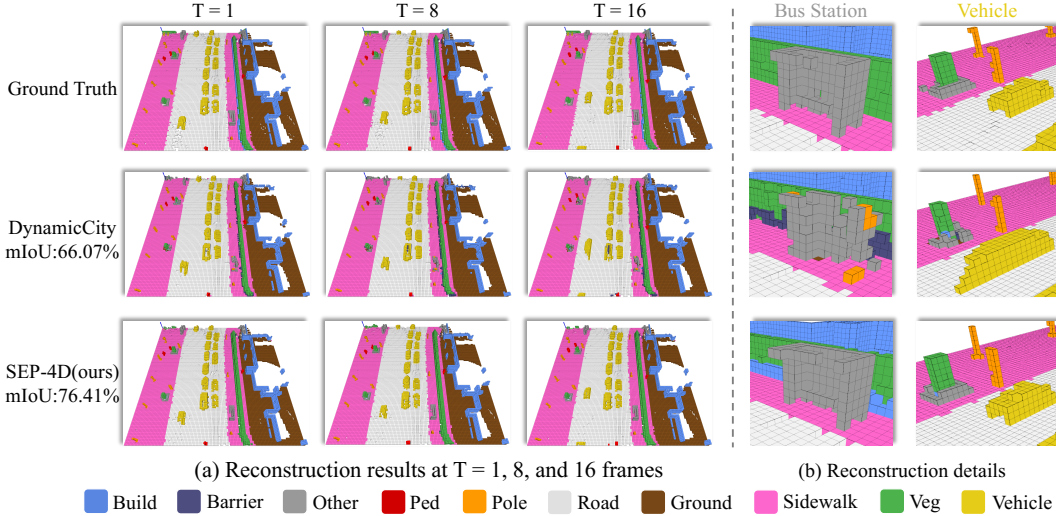 T = 1
T = 8
T = 16
Bus Station
Vehicle
Ground Truth
DynamicCity
mIoU:66.07%
SEP-4D(ours)
mIoU:76.41%
(a) Reconstruction results at T = 1, 8, and 16 frames
(b) Reconstruction details
Build
Barrier
Other
Ped
Pole
Road
Ground
Sidewalk
Veg
Vehicle